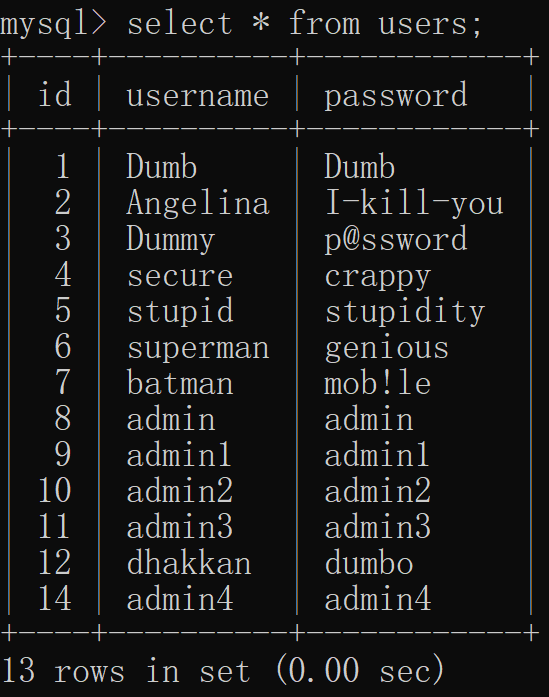 mysql> select * from users;
+----+----------+------------+
| id | username | password   |
+----+----------+------------+
|  1 | Dumb     | Dumb       |
|  2 | Angelina | I-kill-you |
|  3 | Dummy    | p@ssword   |
|  4 | secure   | crappy     |
|  5 | stupid   | stupidity  |
|  6 | superman | genious    |
|  7 | batman   | mob!le     |
|  8 | admin    | admin      |
|  9 | admin1   | admin1     |
| 10 | admin2   | admin2     |
| 11 | admin3   | admin3     |
| 12 | dhakkan  | dumbo      |
| 14 | admin4   | admin4     |
+----+----------+------------+
13 rows in set (0.00 sec)